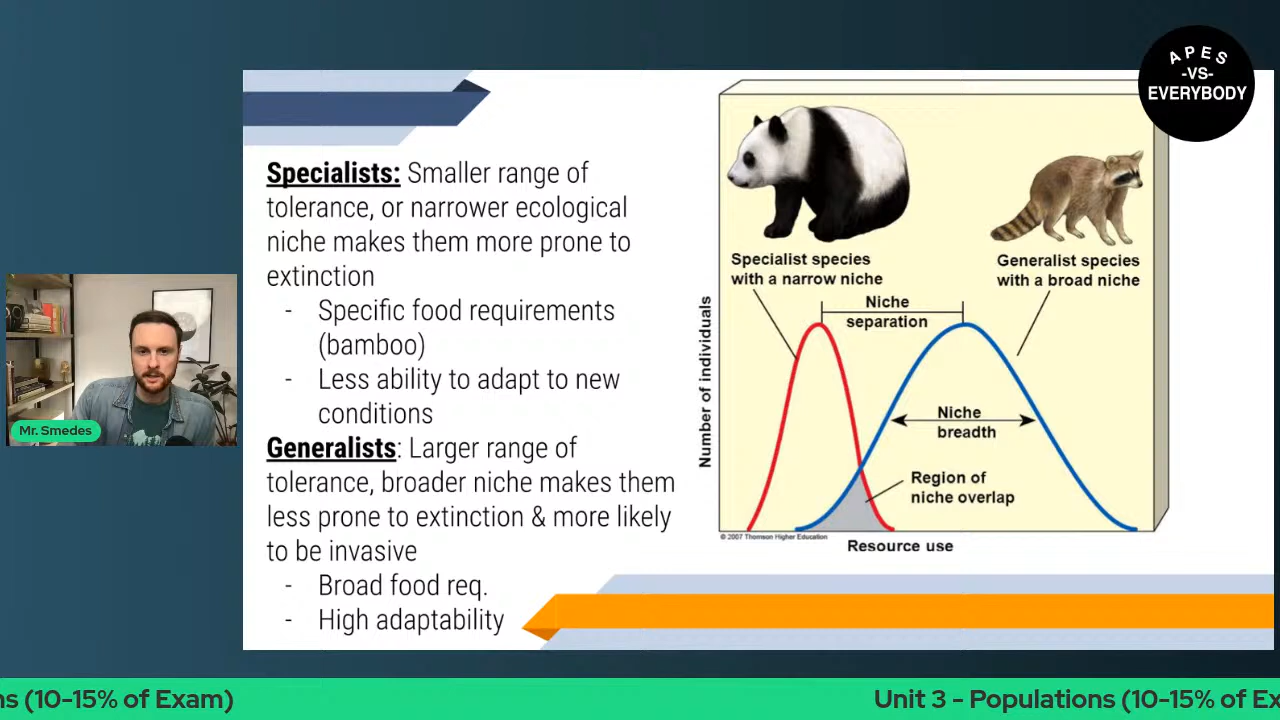 APES
-VS-
EVERYBODY
Specialists: Smaller range of
tolerance, or narrower ecological
niche makes them more prone to
extinction
- Specific food requirements
(bamboo)
- Less ability to adapt to new
conditions
Generalists: Larger range of
tolerance, broader niche makes them
less prone to extinction & more likely
to be invasive
- Broad food req.
- High adaptability
Specialist species
with a narrow niche
Generalist species
with a broad niche
Niche
separation
Number of individuals
Niche
breadth
Region of
niche overlap
© 2007 Thomson Higher Education
Resource use
Mr. Smedes
ns (10-15% of Exam)
Unit 3 - Populations (10-15% of Ex